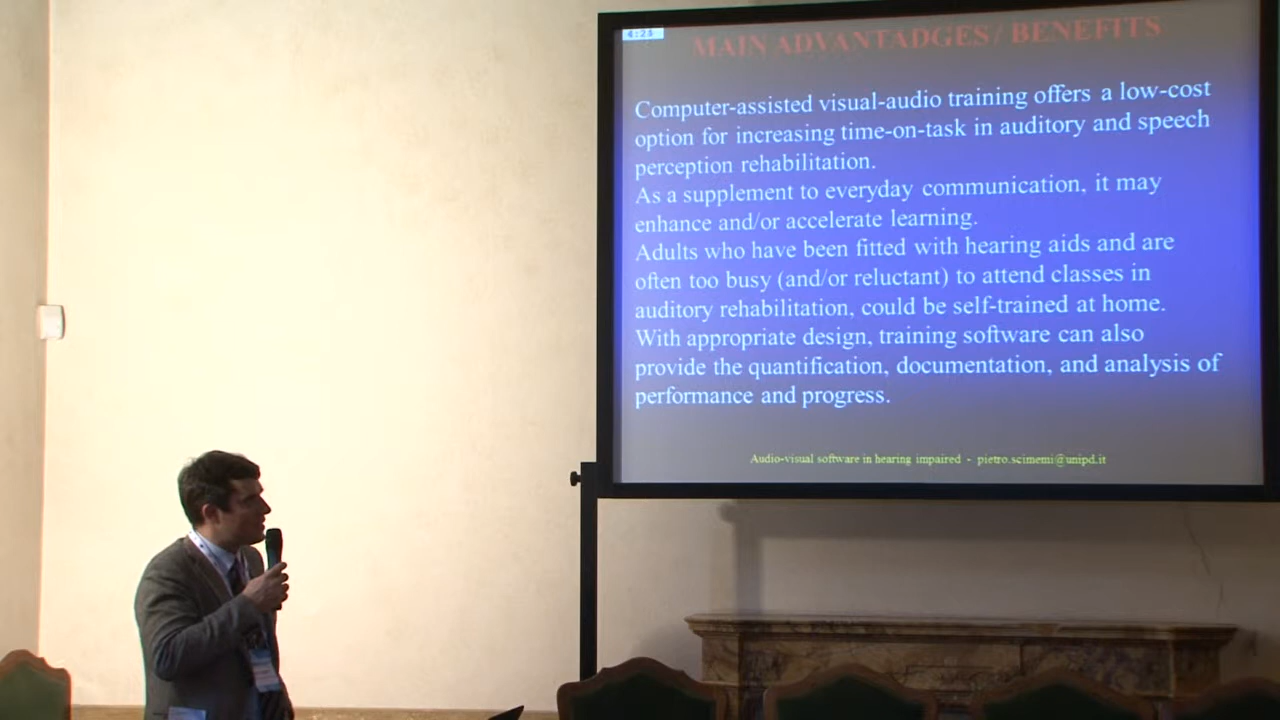 4:24
MAIN ADVANTADGES / BENEFITS
Computer-assisted visual-audio training offers a low-cost
option for increasing time-on-task in auditory and speech
perception rehabilitation.
As a supplement to everyday communication, it may
enhance and/or accelerate learning.
Adults who have been fitted with hearing aids and are
often too busy (and/or reluctant) to attend classes in
auditory rehabilitation, could be self-trained at home.
With appropriate design, training software can also
provide the quantification, documentation, and analysis of
performance and progress.
Audio-visual software in hearing impaired - pietro.scimemi@unipd.it